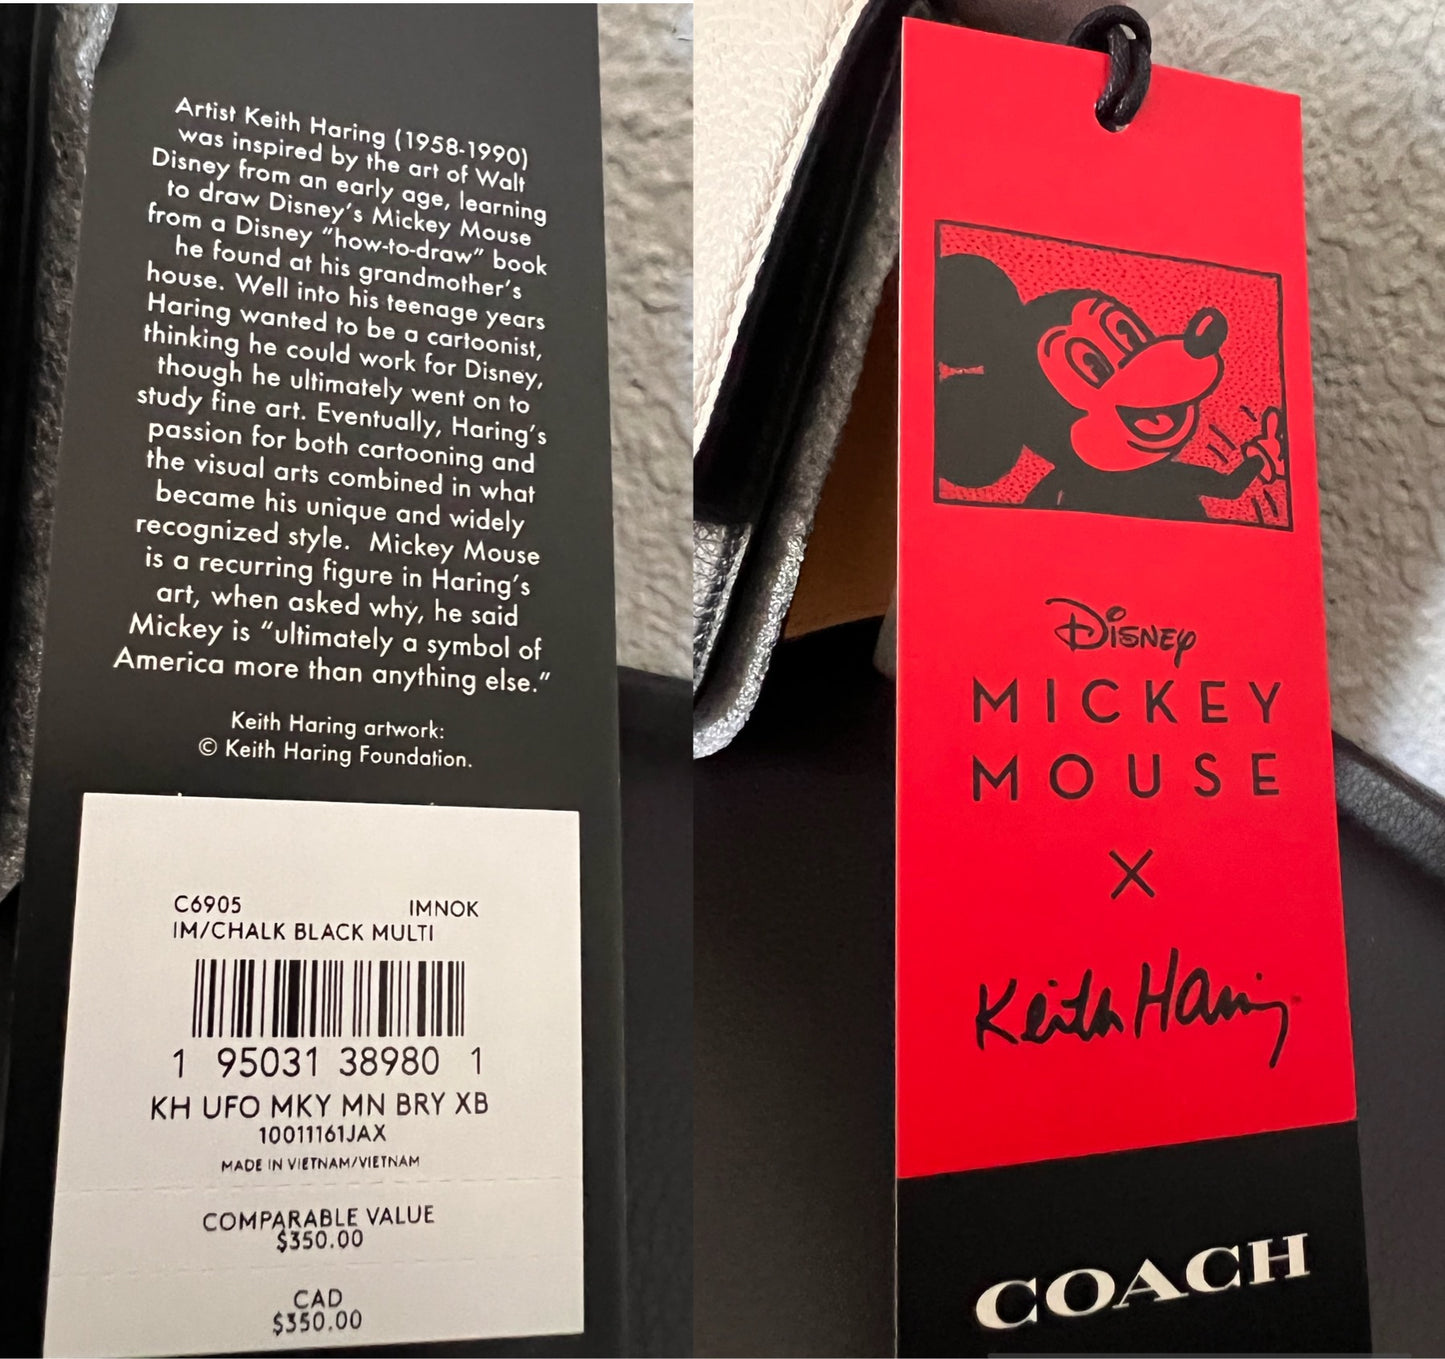 Artist Keith Haring (1958-1990)
was inspired by the art of Walt
Disney from an early age, learning
to draw Disney's Mickey Mouse
from a Disney "how-to-draw" book
he found at his grandmother's
house. Well into his teenage years
Haring wanted to be a cartoonist,
thinking he could work for Disney,
though he ultimately went on to
study fine art. Eventually, Haring's
passion for both cartooning and
the visual arts combined in what
became his unique and widely
recognized style. Mickey Mouse
is a recurring figure in Haring's
art, when asked why, he said
Mickey is "ultimately a symbol of
America more than anything else."
Keith Haring artwork:
© Keith Haring Foundation.
C6905 IMNOK
IM/CHALK BLACK MULTI
1 95031 38980 1
KH UFO MKY MN BRY XB
10011161JAX
MADE IN VIETNAM/VIETNAM
COMPARABLE VALUE
$350.00
CAD
$350.00
Disney
MICKEY
MOUSE
X
Keith Haring
COACH